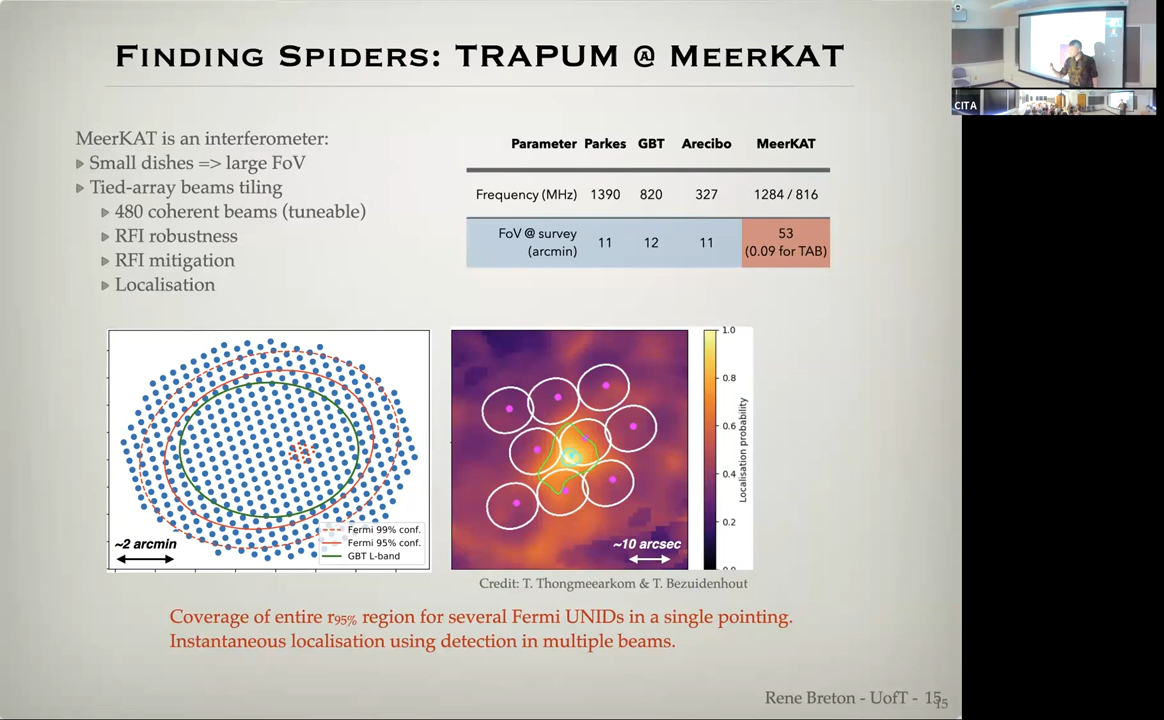 FINDING SPIDERS: TRAPUM @ MEERKAT
MeerKAT is an interferometer:
Small dishes => large FoV
Tied-array beams tiling
480 coherent beams (tuneable)
RFI robustness
RFI mitigation
Localisation
Parameter Parkes GBT Arecibo MeerKAT
Frequency (MHz) 1390 820 327 1284 / 816
FoV @ survey (arcmin) 11 12 11 53 (0.09 for TAB)
Fermi 99% conf.
Fermi 95% conf.
GBT L-band
~2 arcmin
~10 arcsec
1.0
0.8
0.6
0.4
0.2
0.0
Localisation probability
Credit: T. Thongmeearkom & T. Bezuidenhout
Coverage of entire r95% region for several Fermi UNIDs in a single pointing.
Instantaneous localisation using detection in multiple beams.
Rene Breton - UofT - 15
15
CITA